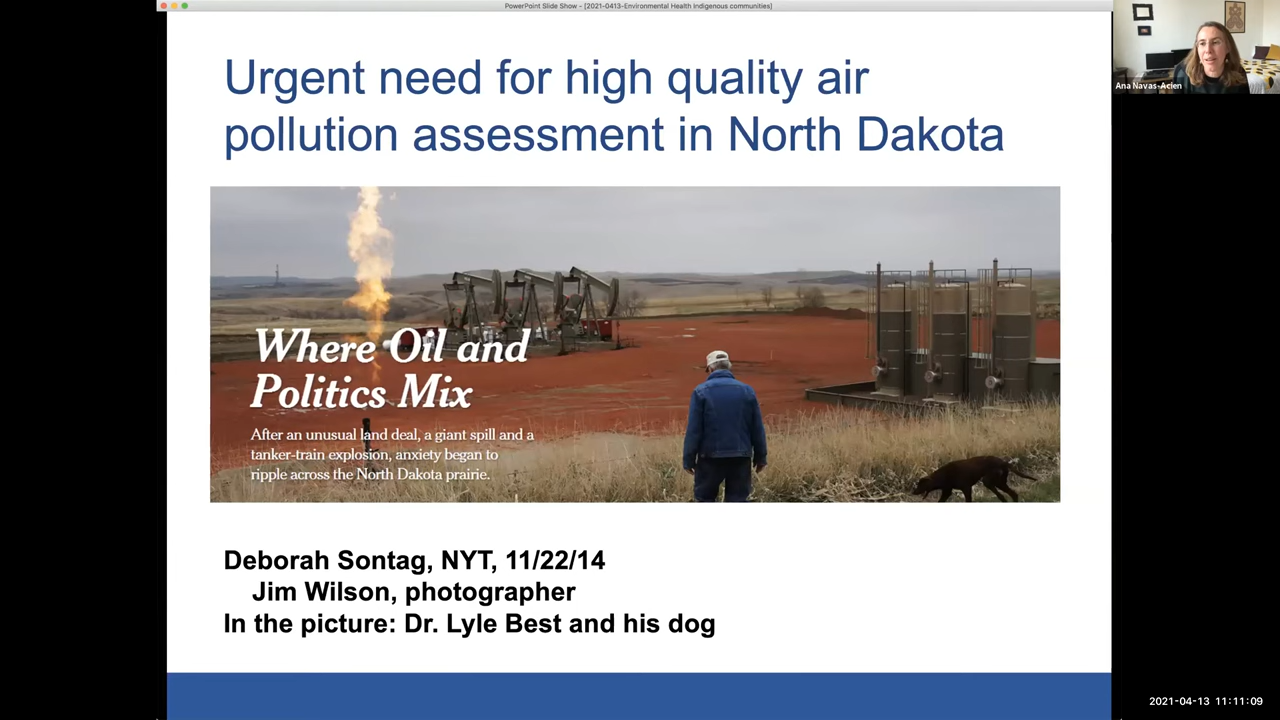 PowerPoint Slide Show - [2021-0413-Environmental Health Indigenous communities]
Ana Navas-Acien
Urgent need for high quality air
pollution assessment in North Dakota
Where Oil and
Politics Mix
After an unusual land deal, a giant spill and a
tanker-train explosion, anxiety began to
ripple across the North Dakota prairie.
Deborah Sontag, NYT, 11/22/14
Jim Wilson, photographer
In the picture: Dr. Lyle Best and his dog
2021-04-13 11:11:09